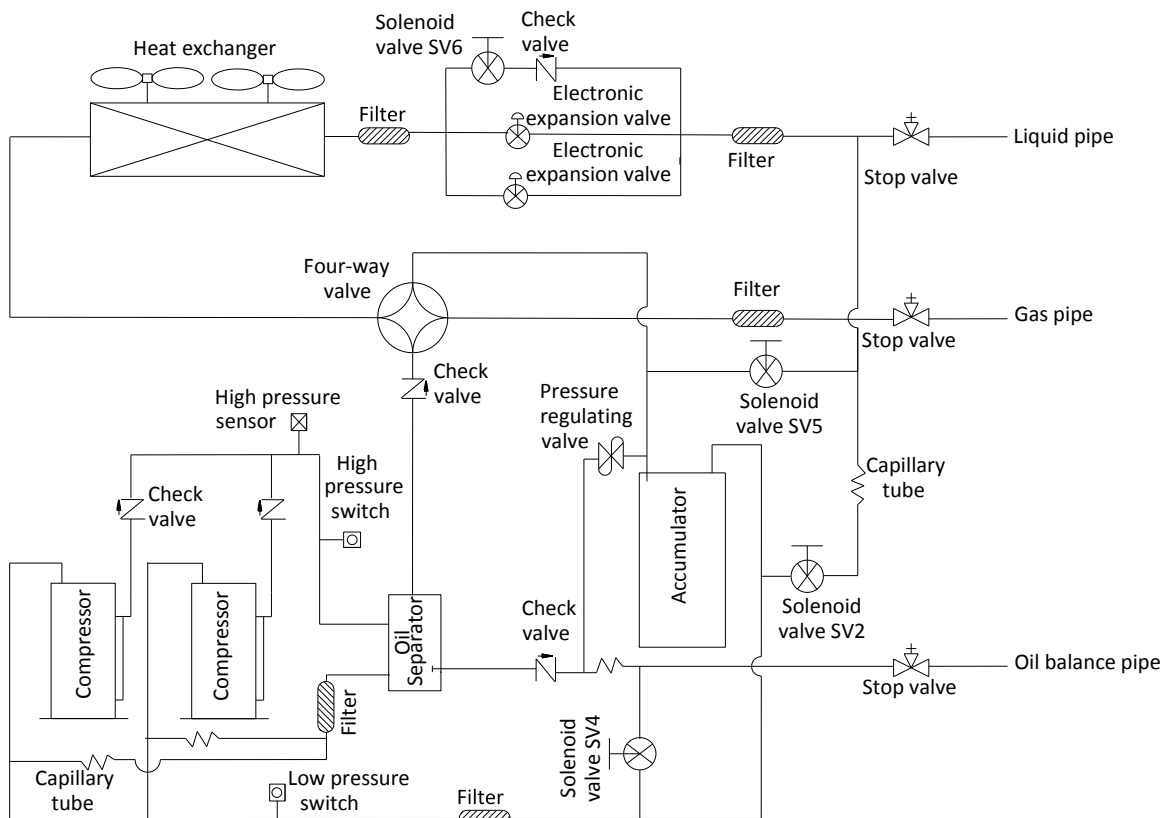 Solenoid
valve SV6
Check
valve
Heat exchanger
Filter
Electronic
expansion valve
Electronic
expansion valve
Filter
Liquid pipe
Stop valve
Four-way
valve
Filter
Gas pipe
Stop valve
Check
valve
High pressure
sensor
Pressure
regulating
valve
Solenoid
valve SV5
High
pressure
switch
Check
valve
Capillary
tube
Accumulator
Compressor
Compressor
Oil
Separator
Check
valve
Solenoid
valve SV2
Oil balance pipe
Stop valve
Filter
Solenoid
valve SV4
Capillary
tube
Low pressure
switch
Filter